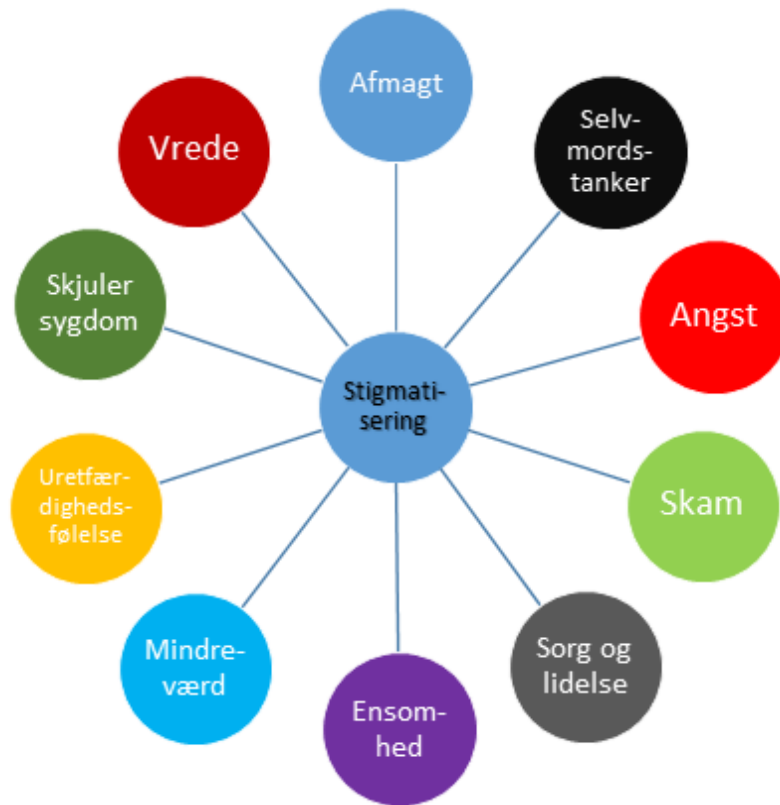 Afmagt
Selv-
mords-
tanker
Angst
Skam
Sorg og
lidelse
Ensom-
hed
Mindre-
værd
Uretfær-
digheds-
følelse
Skjuler
sygdom
Vrede
Stigmati-
sering